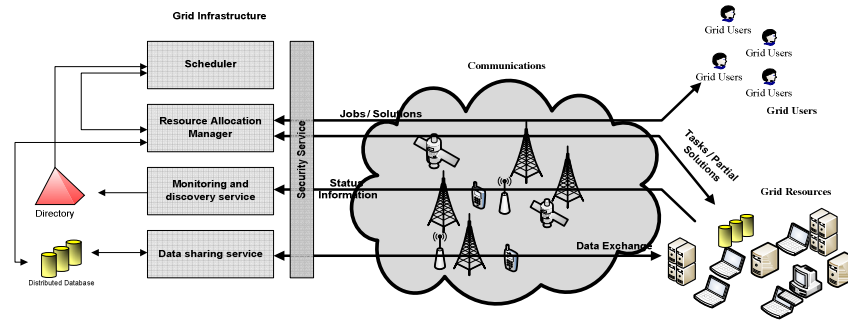 Grid Infrastructure
Scheduler
Resource Allocation
Manager
Monitoring and
discovery service
Data sharing service
Directory
Distributed Database
Security Service
Communications
Jobs / Solutions
Status
Information
Data Exchange
Tasks / Partial
Solutions
Grid Users
Grid Users
Grid Users
Grid Users
Grid Users
Grid Resources